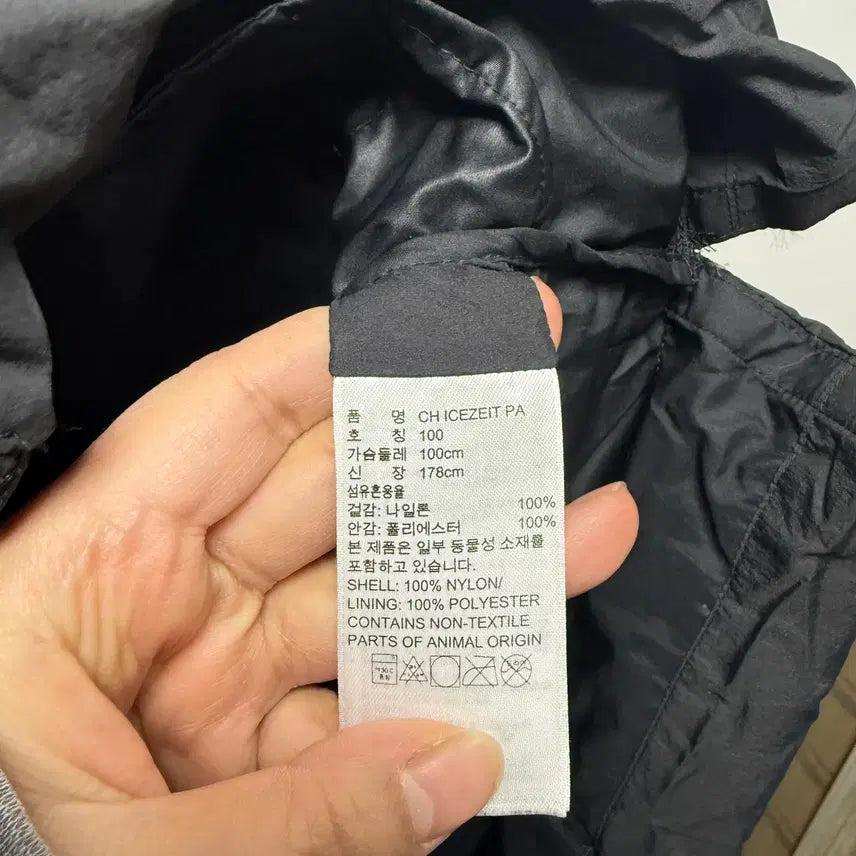 품 명 CH ICEZEIT PA
호 칭 100
가슴둘레 100cm
신 장 178cm
섬유혼용율
겉감: 나일론 100%
안감: 폴리에스터 100%
본 제품은 일부 동물성 소재를
포함하고 있습니다.
SHELL: 100% NYLON/
LINING: 100% POLYESTER
CONTAINS NON-TEXTILE
PARTS OF ANIMAL ORIGIN